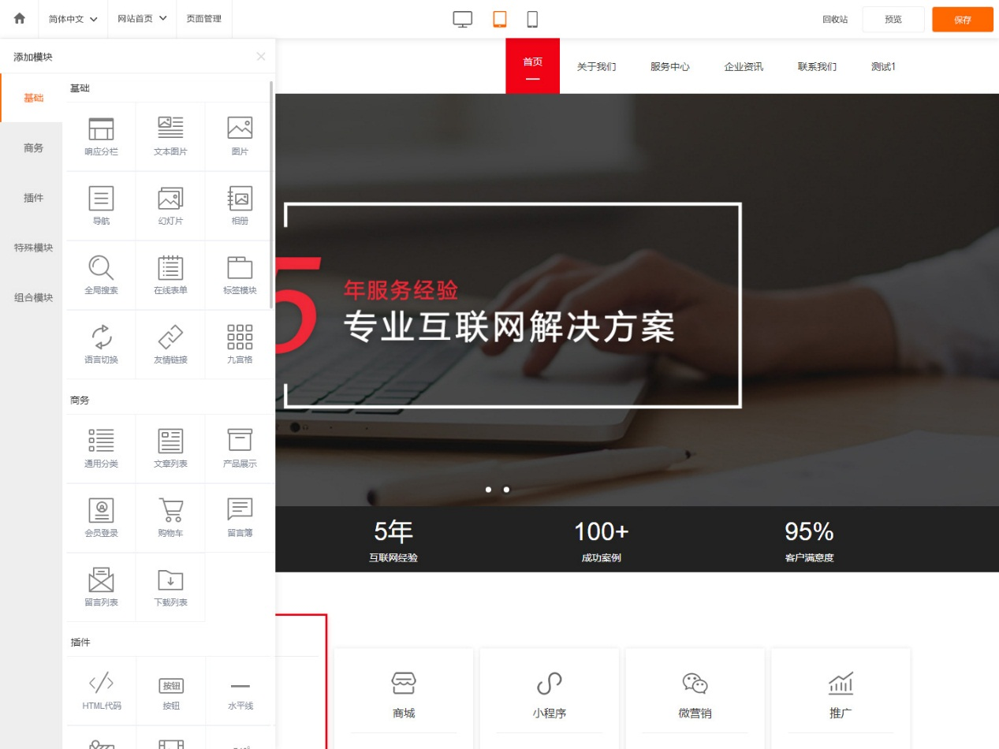 简体中文
网站首页
页面管理
回收站
预览
保存
添加模块
基础
商务
插件
特殊模块
组合模块
基础
响应分栏
文本图片
图片
导航
幻灯片
相册
全局搜索
在线表单
标签模块
语言切换
友情链接
九宫格
商务
通用分类
文章列表
产品展示
会员登录
购物车
留言簿
留言列表
下载列表
插件
HTML代码
按钮
按钮
水平线
首页
关于我们
服务中心
企业资讯
联系我们
测试1
5
年服务经验
专业互联网解决方案
5年
互联网经验
100+
成功案例
95%
客户满意度
商城
小程序
微营销
推广